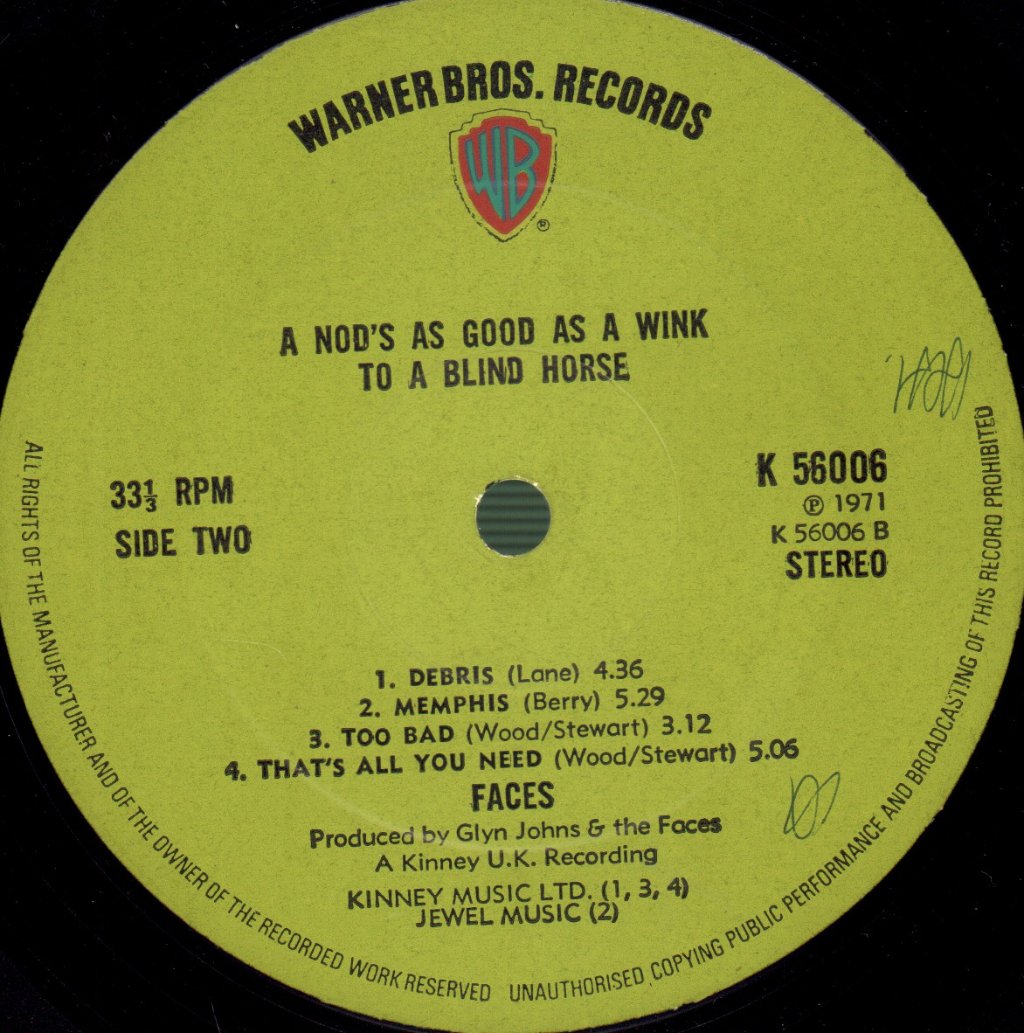 WARNER BROS. RECORDS
WB
®
A NOD'S AS GOOD AS A WINK
TO A BLIND HORSE
33⅓ RPM
SIDE TWO
K 56006
℗ 1971
K 56006 B
STEREO
1. DEBRIS (Lane) 4.36
2. MEMPHIS (Berry) 5.29
3. TOO BAD (Wood/Stewart) 3.12
4. THAT'S ALL YOU NEED (Wood/Stewart) 5.06
FACES
Produced by Glyn Johns & the Faces
A Kinney U.K. Recording
KINNEY MUSIC LTD. (1, 3, 4)
JEWEL MUSIC (2)
ALL RIGHTS OF THE MANUFACTURER AND OF THE OWNER OF THE RECORDED WORK RESERVED UNAUTHORISED COPYING PUBLIC PERFORMANCE AND BROADCASTING OF THIS RECORD PROHIBITED